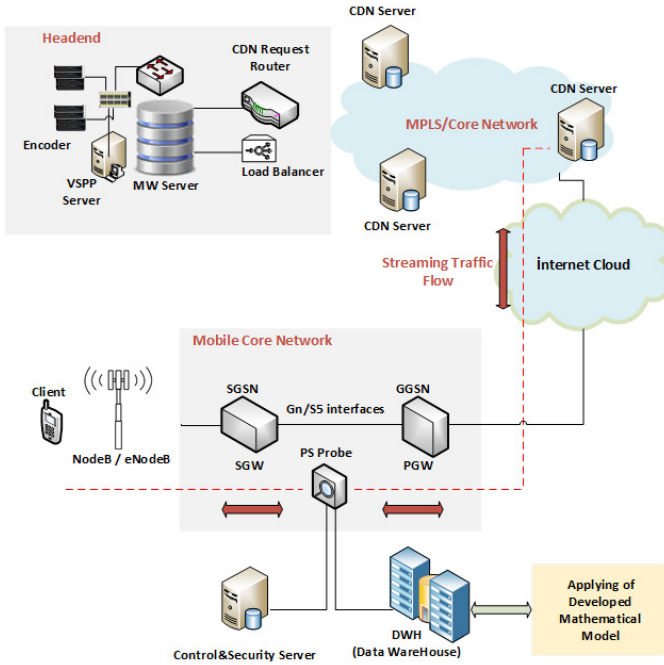 Headend
CDN Request
Router
Encoder
VSPP
Server
MW Server
Load Balancer
CDN Server
CDN Server
MPLS/Core Network
CDN Server
Streaming Traffic
Flow
İnternet Cloud
Mobile Core Network
Client
NodeB / eNodeB
SGSN
SGW
Gn/S5 interfaces
GGSN
PGW
PS Probe
Control&Security Server
DWH
(Data WareHouse)
Applying of
Developed
Mathematical
Model